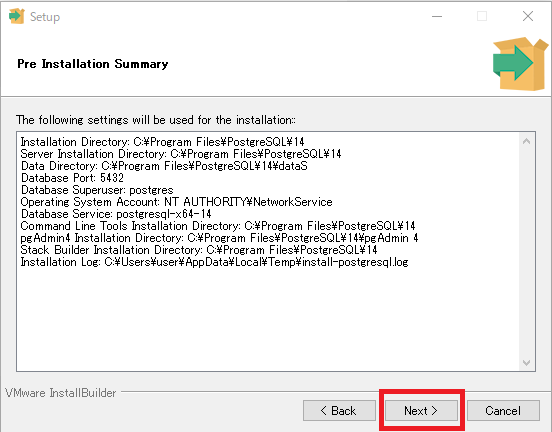 Setup
Pre Installation Summary
The following settings will be used for the installation:
Installation Directory: C:¥Program Files¥PostgreSQL¥14
Server Installation Directory: C:¥Program Files¥PostgreSQL¥14
Data Directory: C:¥Program Files¥PostgreSQL¥14¥dataS
Database Port: 5432
Database Superuser: postgres
Operating System Account: NT AUTHORITY¥NetworkService
Database Service: postgresql-x64-14
Command Line Tools Installation Directory: C:¥Program Files¥PostgreSQL¥14
pgAdmin4 Installation Directory: C:¥Program Files¥PostgreSQL¥14¥pgAdmin 4
Stack Builder Installation Directory: C:¥Program Files¥PostgreSQL¥14
Installation Log: C:¥Users¥user¥AppData¥Local¥Temp¥install-postgresql.log
VMware InstallBuilder
< Back Next > Cancel